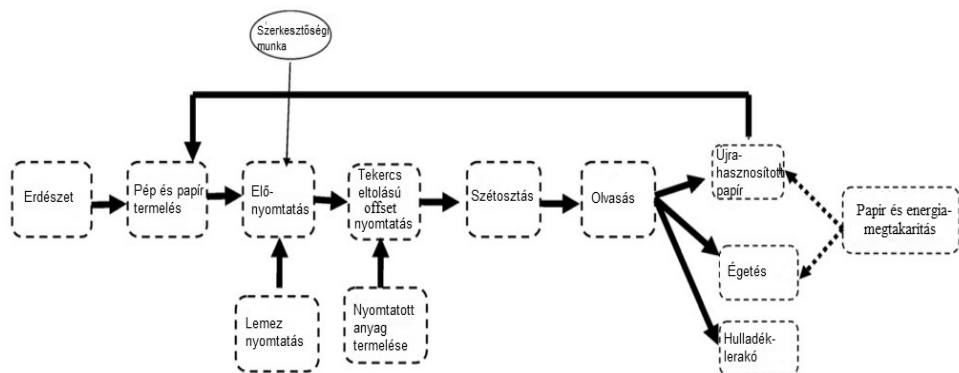 Szerkesztőségi
munka
Erdészet
Pép és papír
termelés
Elő-
nyomtatás
Tekercs
eltolású
offset
nyomtatás
Szétosztás
Olvasás
Újra-
hasznosított
papír
Papír és energia-
megtakarítás
Égetés
Hulladék-
lerakó
Lemez
nyomtatás
Nyomtatott
anyag
termelése